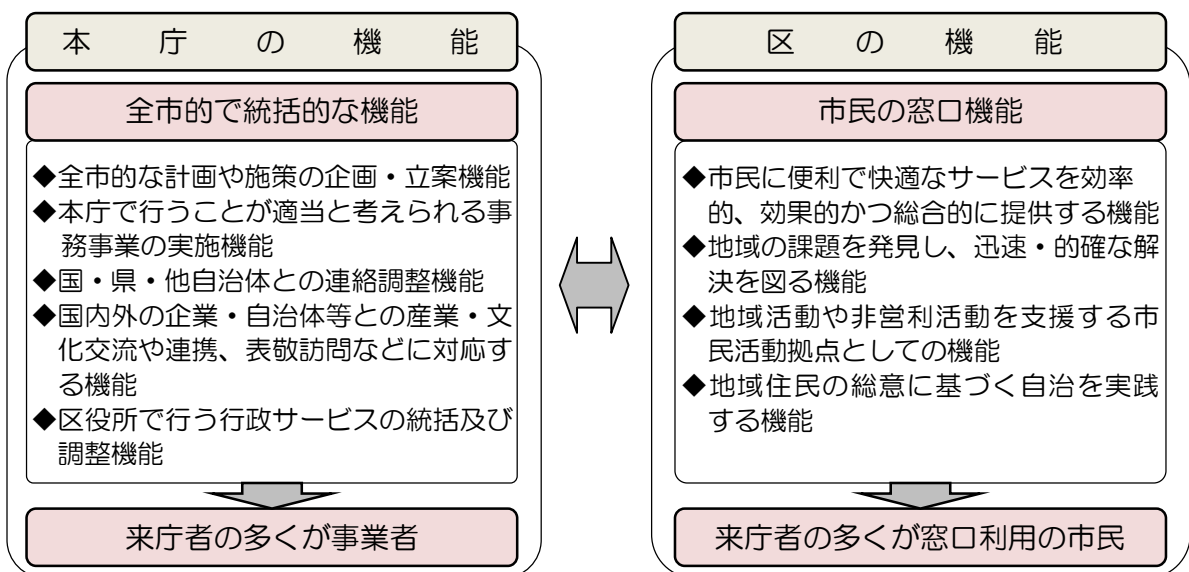 本庁の機能
全市的で統括的な機能
◆全市的な計画や施策の企画・立案機能
◆本庁で行うことが適当と考えられる事
務事業の実施機能
◆国・県・他自治体との連絡調整機能
◆国内外の企業・自治体等との産業・文
化交流や連携、表敬訪問などに対応す
る機能
◆区役所で行う行政サービスの統括及び
調整機能
来庁者の多くが事業者
区の機能
市民の窓口機能
◆市民に便利で快適なサービスを効率
的、効果的かつ総合的に提供する機能
◆地域の課題を発見し、迅速・的確な解
決を図る機能
◆地域活動や非営利活動を支援する市
民活動拠点としての機能
◆地域住民の総意に基づく自治を実践
する機能
来庁者の多くが窓口利用の市民